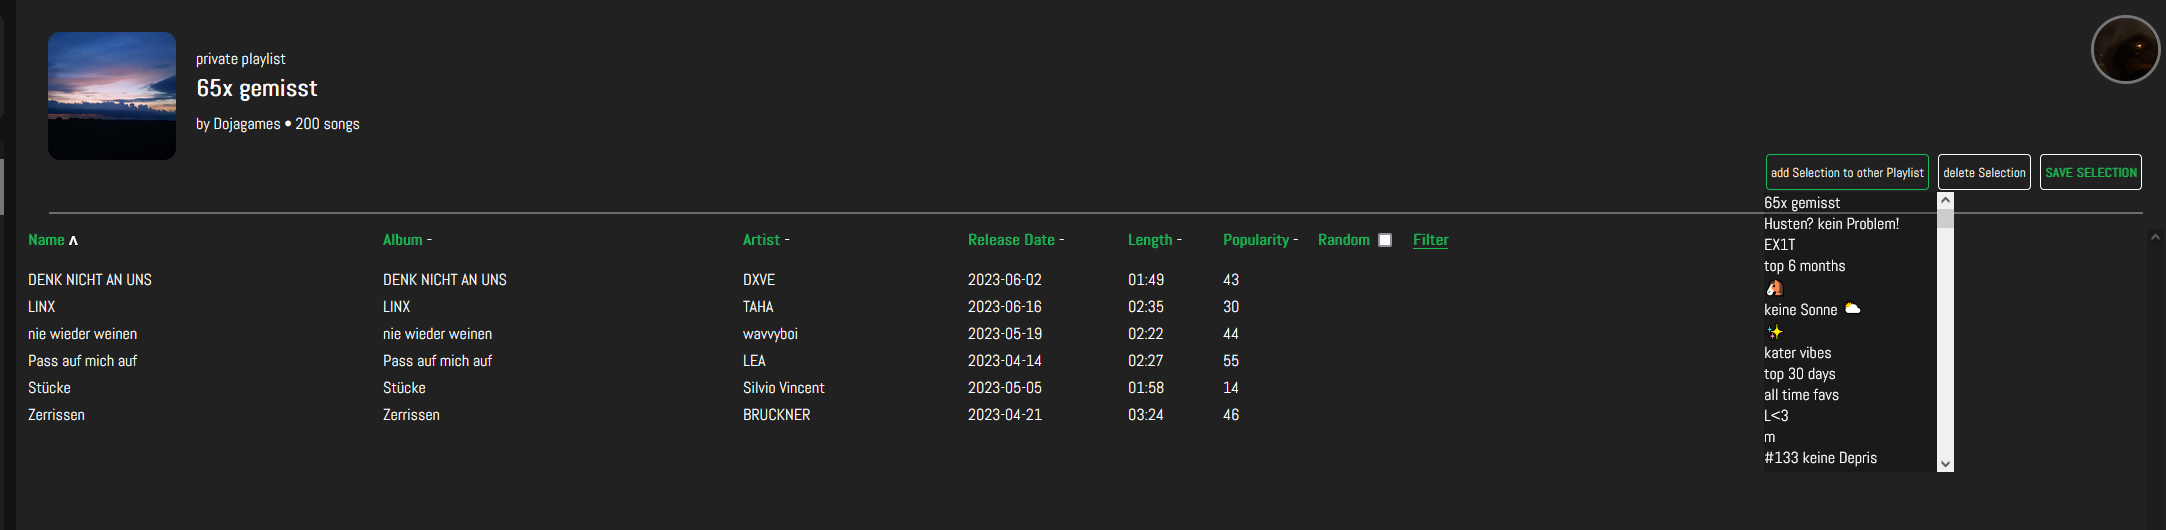 private playlist
65x gemisst
by Dojagames • 200 songs
add Selection to other Playlist delete Selection SAVE SELECTION
65x gemisst
Husten? kein Problem!
EX1T
top 6 months
🐴
keine Sonne 🌥️
✨
kater vibes
top 30 days
all time favs
L<3
m
#133 keine Depris
Name ʌ Album - Artist - Release Date - Length - Popularity - Random Filter
DENK NICHT AN UNS DENK NICHT AN UNS DXVE 2023-06-02 01:49 43
LINX LINX TAHA 2023-06-16 02:35 30
nie wieder weinen nie wieder weinen wavvyboi 2023-05-19 02:22 44
Pass auf mich auf Pass auf mich auf LEA 2023-04-14 02:27 55
Stücke Stücke Silvio Vincent 2023-05-05 01:58 14
Zerrissen Zerrissen BRUCKNER 2023-04-21 03:24 46